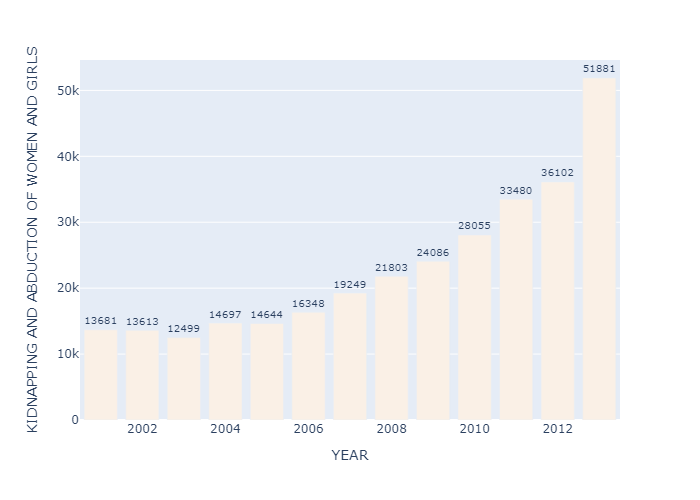 KIDNAPPING AND ABDUCTION OF WOMEN AND GIRLS
50k
40k
30k
20k
10k
0
13681
13613
12499
14697
14644
16348
19249
21803
24086
28055
33480
36102
51881
2002
2004
2006
2008
2010
2012
YEAR